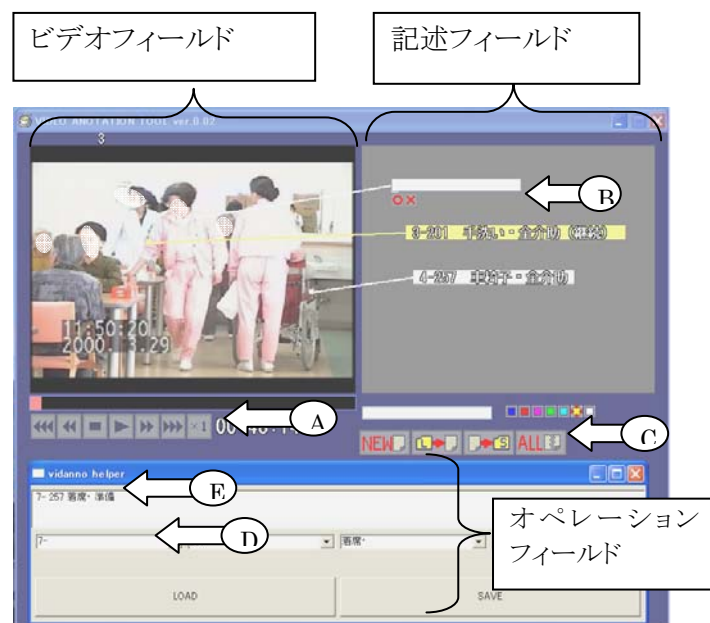 ビデオフィールド
記述フィールド
VIDEO ANOTATION TOOL ver.0.02
3
B
3-201 手洗い・全介助 (継続)
4-257 車椅子・全介助
11:50:20
2000. 3.29
A
×1
NEW
L
S
ALL
C
vidanno helper
E
7- 257 着席・準備
オペレーション
フィールド
7-
D
着席・
LOAD
SAVE